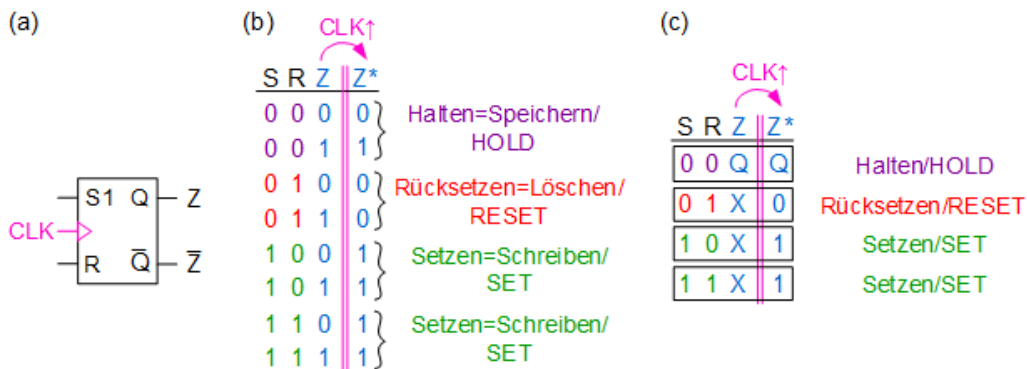 (a)
S1 Q Z
CLK
R Q̅ Z̅
(b)
CLK↑
S R Z Z*
0 0 0 0
0 0 1 1
Halten=Speichern/
HOLD
0 1 0 0
0 1 1 0
Rücksetzen=Löschen/
RESET
1 0 0 1
1 0 1 1
Setzen=Schreiben/
SET
1 1 0 1
1 1 1 1
Setzen=Schreiben/
SET
(c)
CLK↑
S R Z Z*
0 0 Q Q Halten/HOLD
0 1 X 0 Rücksetzen/RESET
1 0 X 1 Setzen/SET
1 1 X 1 Setzen/SET